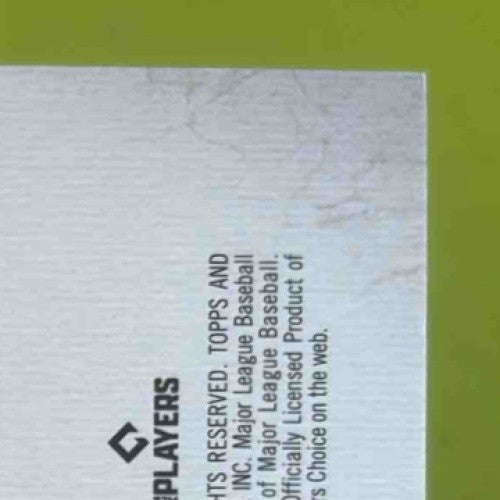 PLAYERS
HTS RESERVED. TOPPS AND
INC. Major League Baseball
of Major League Baseball.
Officially Licensed Product of
s Choice on the web.